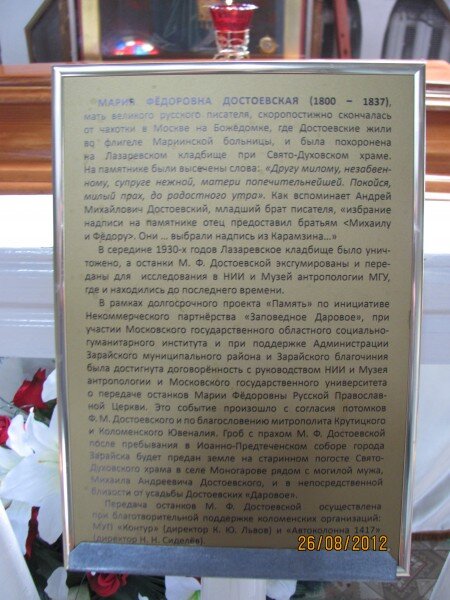 МАРИЯ ФЁДОРОВНА ДОСТОЕВСКАЯ (1800 – 1837),
мать великого русского писателя, скоропостижно скончалась
от чахотки в Москве на Божедомке, где Достоевские жили
во флигеле Мариинской больницы, и была похоронена
на Лазаревском кладбище при Свято-Духовском храме.
На памятнике были высечены слова: «Другу милому, незабвен-
ному, супруге нежной, матери попечительнейшей. Покойся,
милый прах, до радостного утра». Как вспоминает Андрей
Михайлович Достоевский, младший брат писателя, «избрание
надписи на памятник отец предоставил братьям <Михаилу
и Фёдору>. Они ... выбрали надпись из Карамзина...»
В середине 1930-х годов Лазаревское кладбище было унич-
тожено, а останки М. Ф. Достоевской эксгумированы и пере-
даны для исследования в НИИ и Музей антропологии МГУ,
где и находились до последнего времени.
В рамках долгосрочного проекта «Память» по инициативе
Некоммерческого партнёрства «Заповедное Даровое», при
участии Московского государственного областного социально-
гуманитарного института и при поддержке Администрации
Зарайского муниципального района и Зарайского благочиния
была достигнута договорённость с руководством НИИ и Музея
антропологии и Московского государственного университета
о передаче останков Марии Фёдоровны Русской Православ-
ной Церкви. Это событие произошло с согласия потомков
Ф. М. Достоевского и по благословению митрополита Крутицкого
и Коломенского Ювеналия. Гроб с прахом М. Ф. Достоевской
после пребывания в Иоанно-Предтеченском соборе города
Зарайска будет предан земле на старинном погосте Свято-
Духовского храма в селе Моногарове рядом с могилой мужа,
Михаила Андреевича Достоевского, и в непосредственной
близости от усадьбы Достоевских «Даровое».
Передача останков М. Ф. Достоевской осуществлена
при благотворительной поддержке коломенских организаций:
МУП «Контур» (директор К. Ю. Львов) и «Автоколонна 1417»
(директор Н. Н. Сиделёв).
26/08/2012